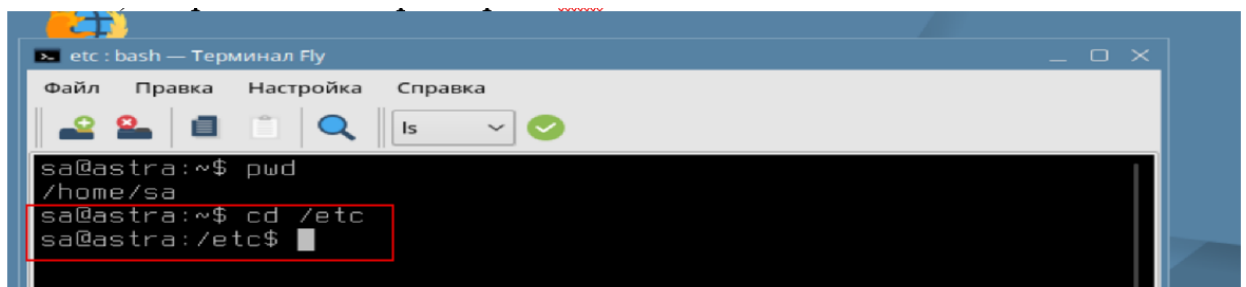 etc : bash — Терминал Fly
Файл Правка Настройка Справка
ls
sa@astra:~$ pwd
/home/sa
sa@astra:~$ cd /etc
sa@astra:/etc$